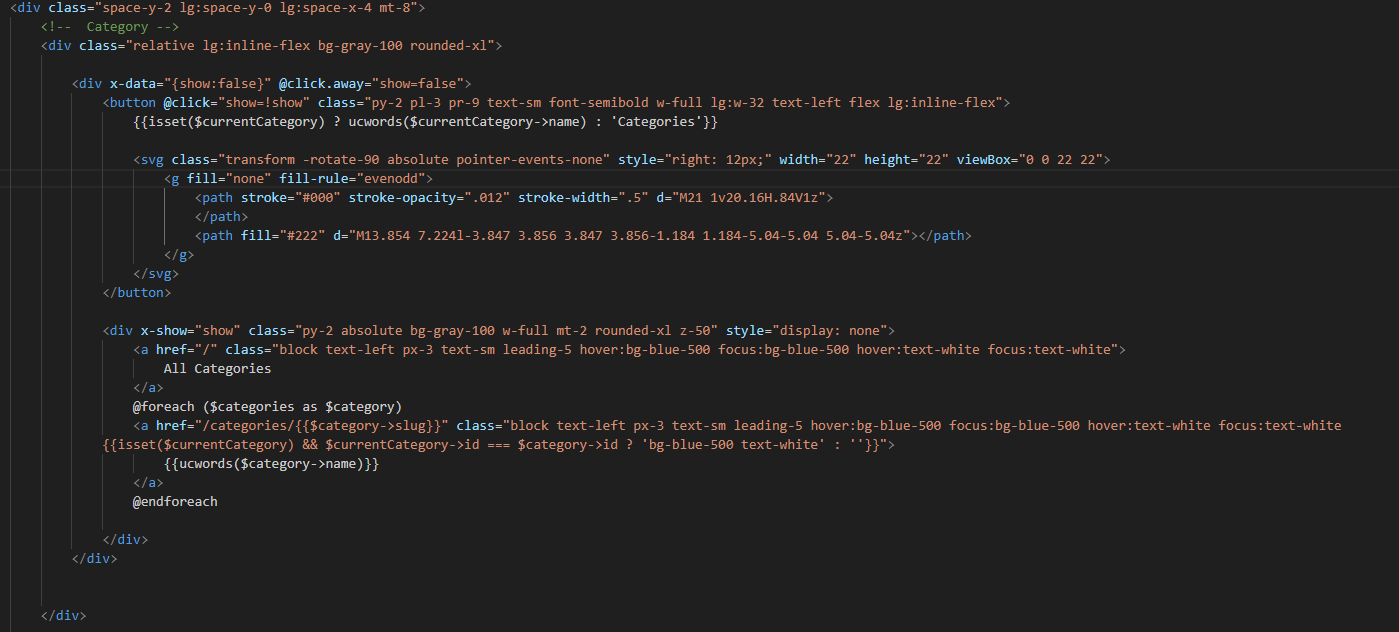 <div class="space-y-2 lg:space-y-0 lg:space-x-4 mt-8">
<!--  Category -->
<div class="relative lg:inline-flex bg-gray-100 rounded-xl">
<div x-data="{show:false}" @click.away="show=false">
<button @click="show=!show" class="py-2 pl-3 pr-9 text-sm font-semibold w-full lg:w-32 text-left flex lg:inline-flex">
{{isset($currentCategory) ? ucwords($currentCategory->name) : 'Categories'}}
<svg class="transform -rotate-90 absolute pointer-events-none" style="right: 12px;" width="22" height="22" viewBox="0 0 22 22">
<g fill="none" fill-rule="evenodd">
<path stroke="#000" stroke-opacity=".012" stroke-width=".5" d="M21 1v20.16H.84V1z">
</path>
<path fill="#222" d="M13.854 7.224l-3.847 3.856 3.847 3.856-1.184 1.184-5.04-5.04 5.04-5.04z"></path>
</g>
</svg>
</button>
<div x-show="show" class="py-2 absolute bg-gray-100 w-full mt-2 rounded-xl z-50" style="display: none">
<a href="/" class="block text-left px-3 text-sm leading-5 hover:bg-blue-500 focus:bg-blue-500 hover:text-white focus:text-white">
All Categories
</a>
@foreach ($categories as $category)
<a href="/categories/{{$category->slug}}" class="block text-left px-3 text-sm leading-5 hover:bg-blue-500 focus:bg-blue-500 hover:text-white focus:text-white
{{isset($currentCategory) && $currentCategory->id === $category->id ? 'bg-blue-500 text-white' : ''}}">
{{ucwords($category->name)}}
</a>
@endforeach
</div>
</div>
</div>